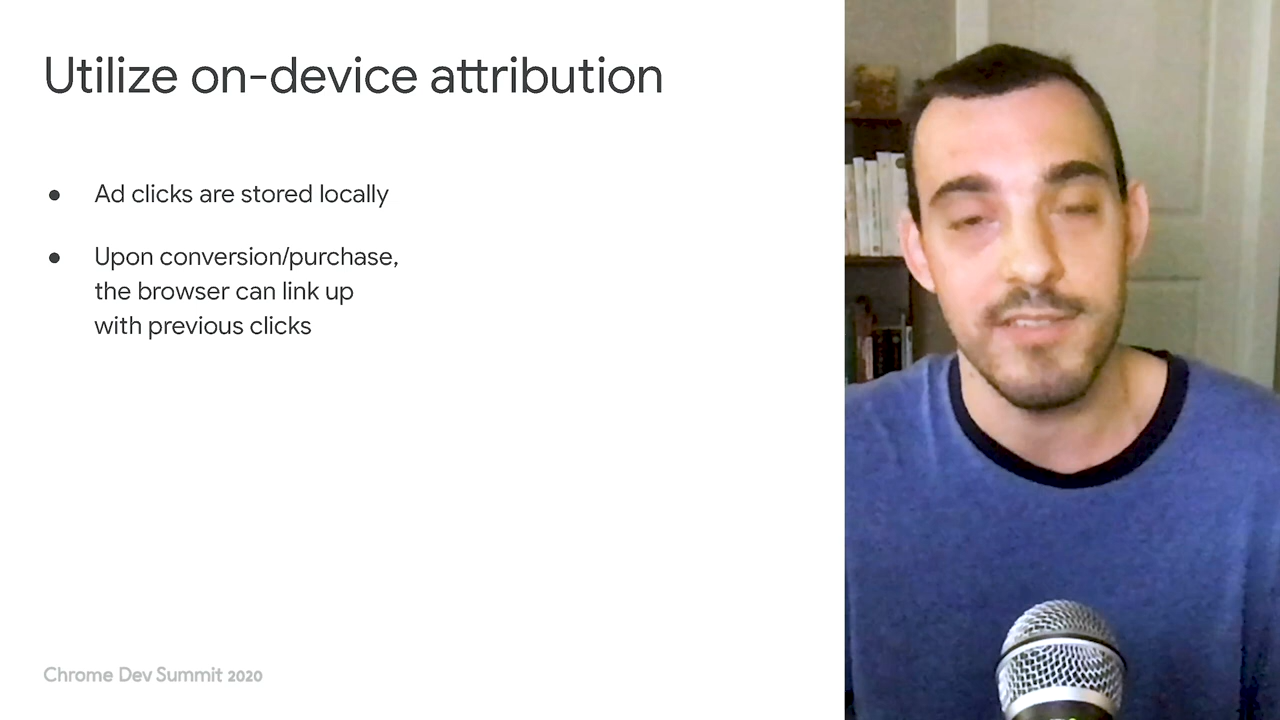 Utilize on-device attribution
● Ad clicks are stored locally
● Upon conversion/purchase,
the browser can link up
with previous clicks
Chrome Dev Summit 2020